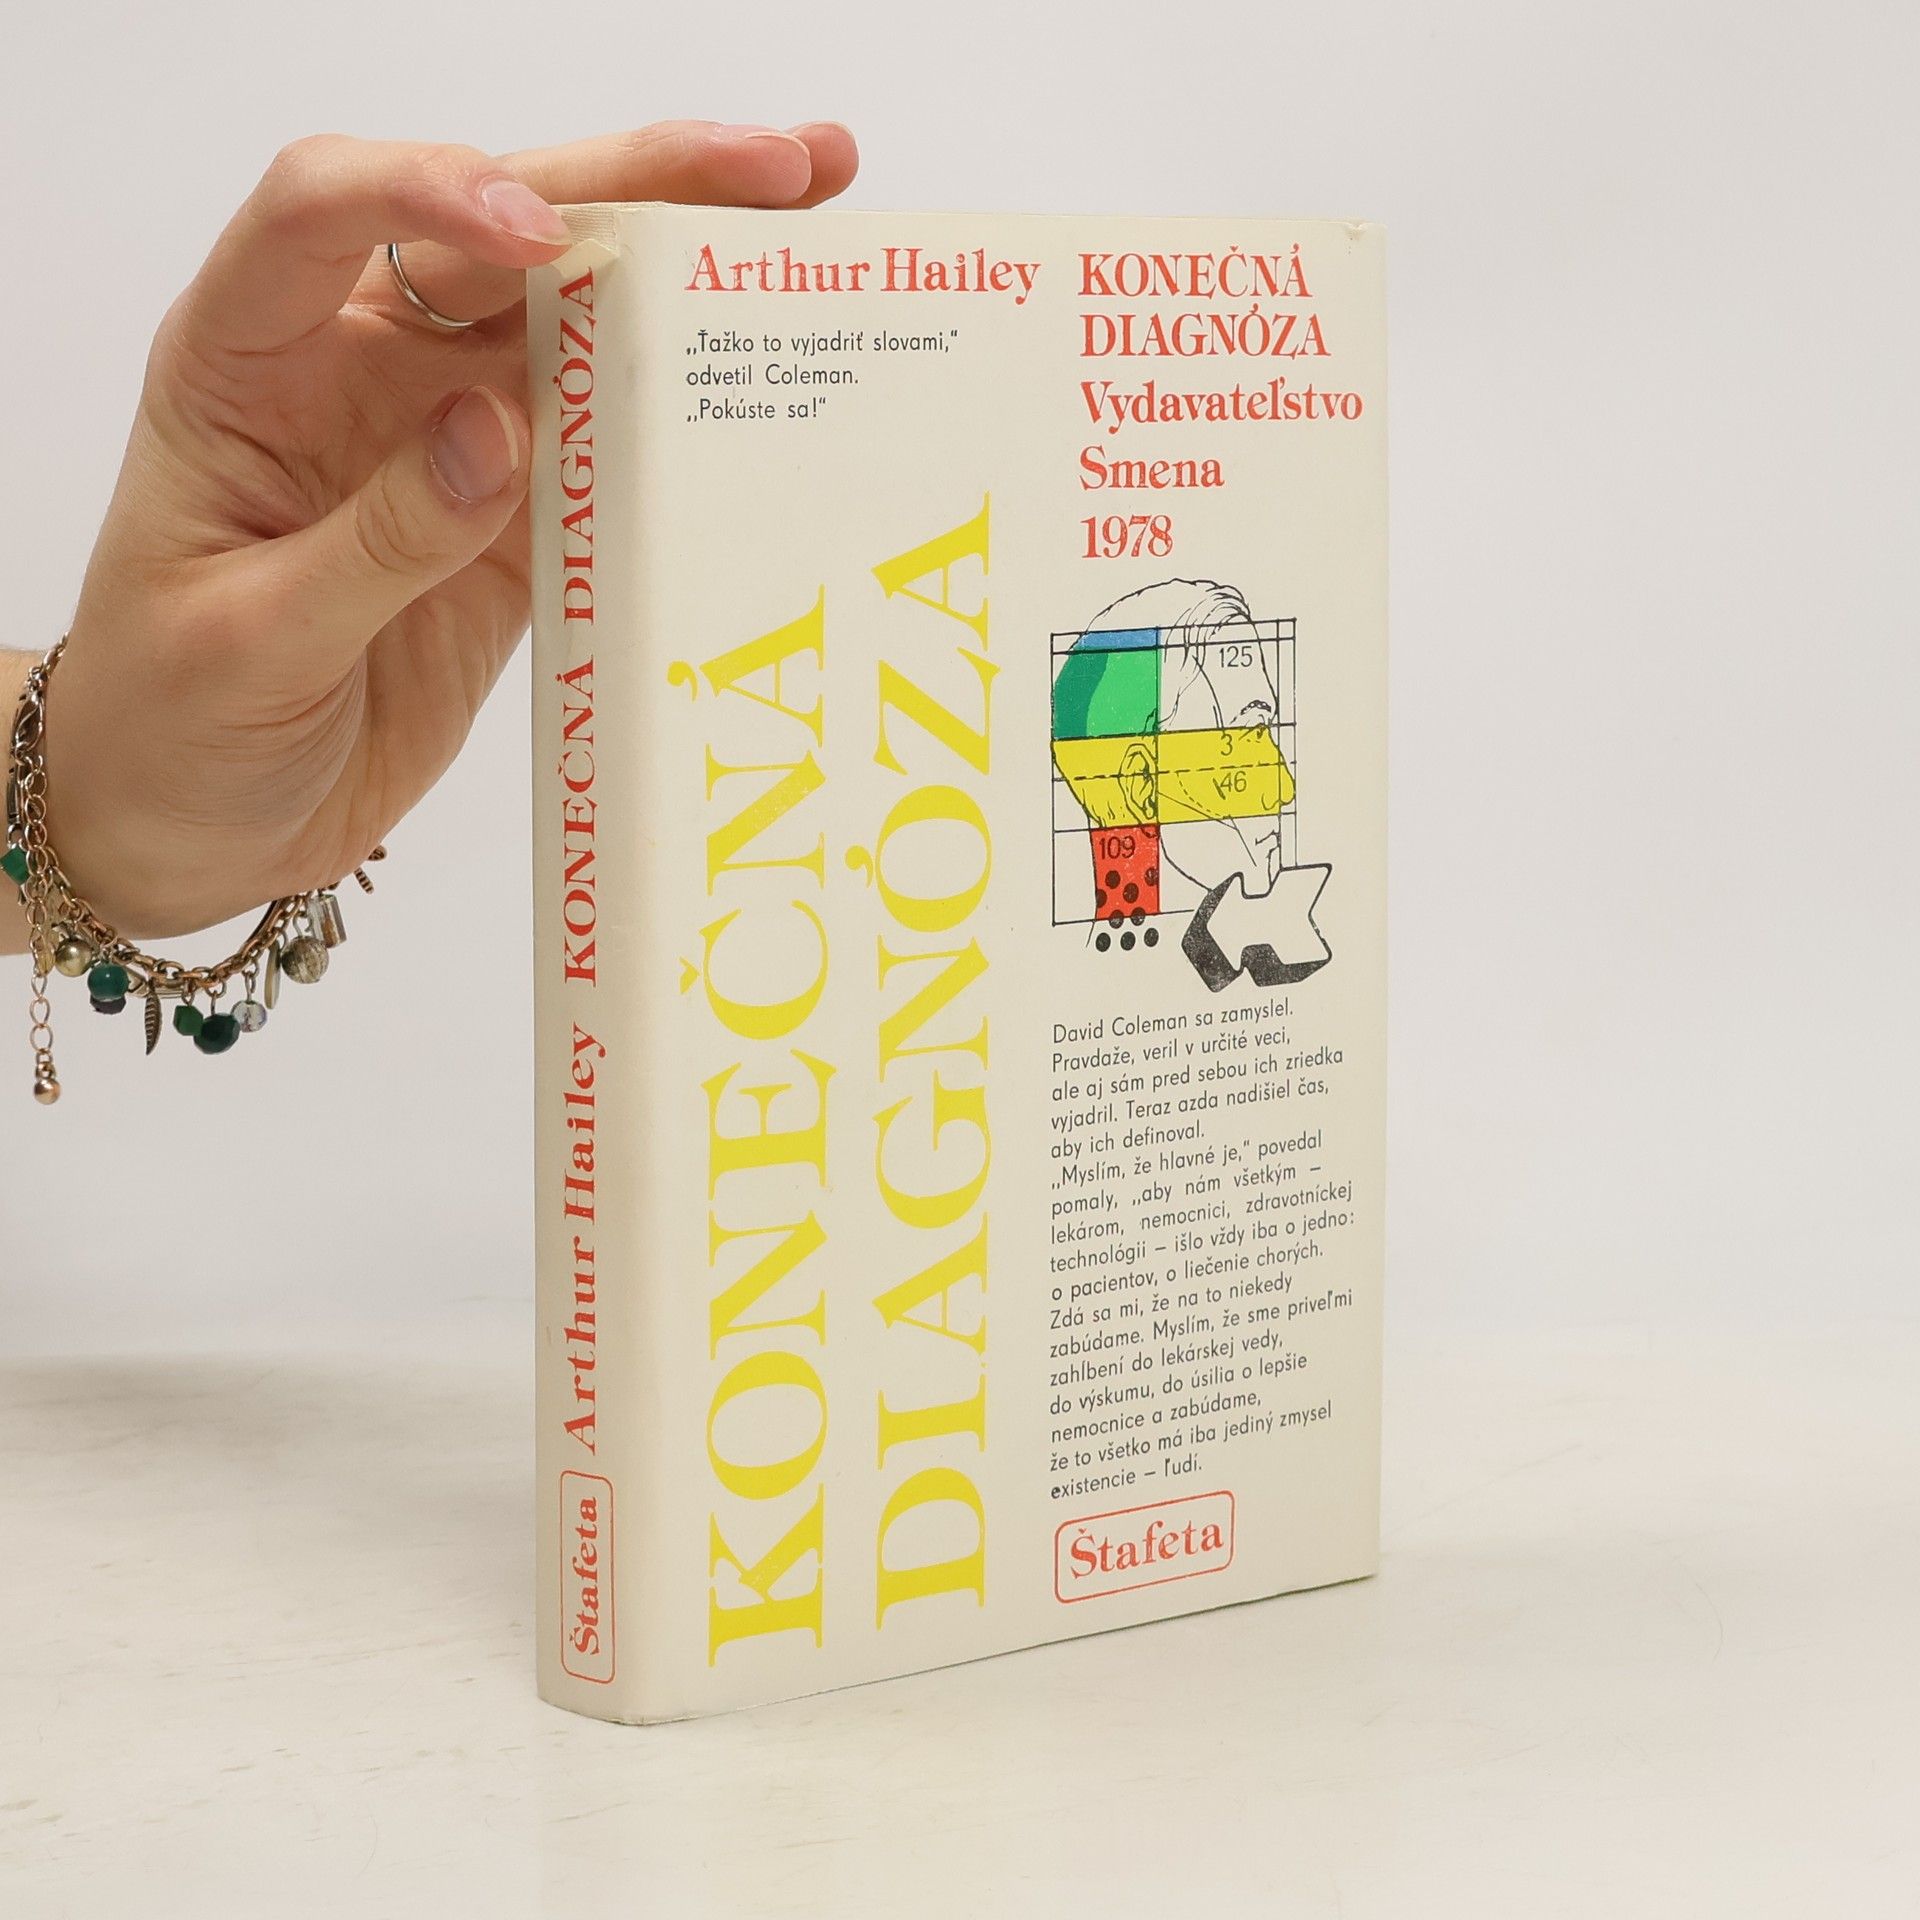 Arthur Hailey KONEČNÁ DIAGNÓZA
Štafeta
Arthur Hailey
„Ťažko to vyjadriť slovami,“
odvetil Coleman.
„Pokúste sa!“
KONEČNÁ
DIAGNÓZA
KONEČNÁ
DIAGNÓZA
Vydavateľstvo
Smena
1978
125
3
46
109
David Coleman sa zamyslel.
Pravdaže, veril v určité veci,
ale aj sám pred sebou ich zriedka
vyjadril. Teraz azda nadišiel čas,
aby ich definoval.
„Myslím, že hlavné je,“ povedal
pomaly, „aby nám všetkým –
lekárom, nemocnici, zdravotníckej
technológii – išlo vždy iba o jedno:
o pacientov, o liečenie chorých.
Zdá sa mi, že na to niekedy
zabúdame. Myslím, že sme priveľmi
zahĺbení do lekárskej vedy,
do výskumu, do úsilia o lepšie
nemocnice a zabúdame,
že to všetko má iba jediný zmysel
existencie – ľudí.
Štafeta